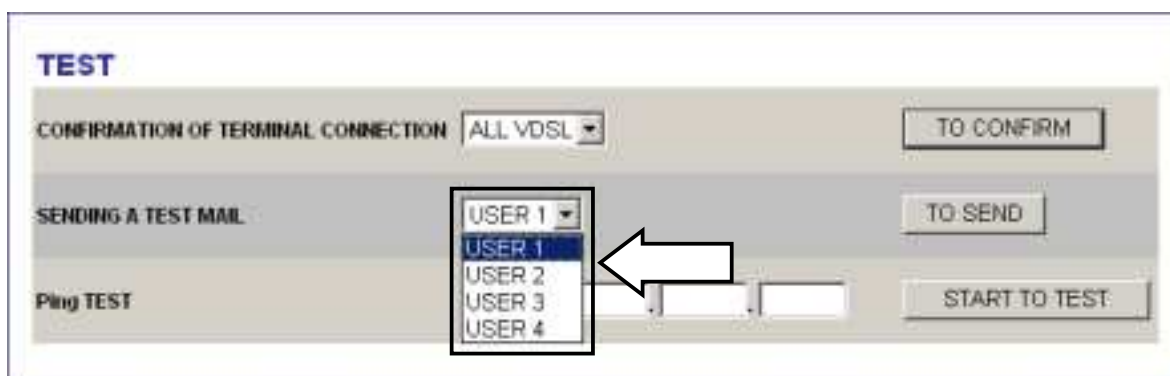 TEST
CONFIRMATION OF TERMINAL CONNECTION ALL VDSL TO CONFIRM
SENDING A TEST MAIL USER 1 TO SEND
USER 1
USER 2
Ping TEST USER 3 . . START TO TEST
USER 4